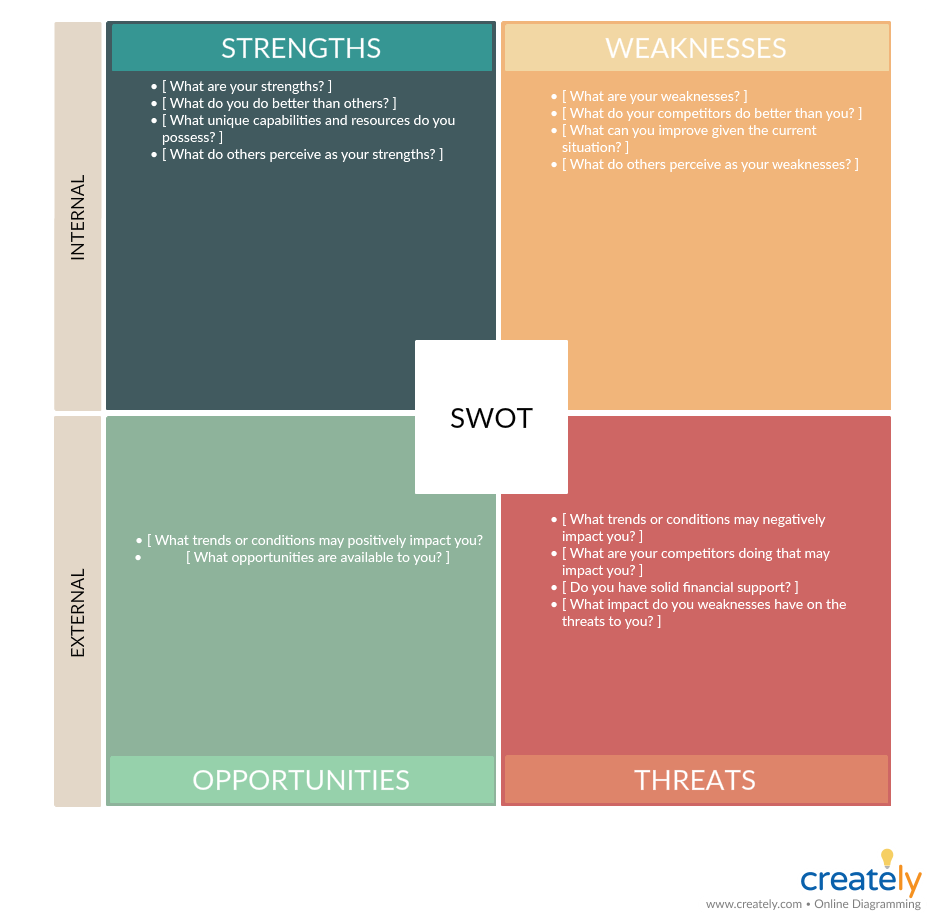 INTERNAL
STRENGTHS
• [ What are your strengths? ]
• [ What do you do better than others? ]
• [ What unique capabilities and resources do you
possess? ]
• [ What do others perceive as your strengths? ]
WEAKNESSES
• [ What are your weaknesses? ]
• [ What do your competitors do better than you? ]
• [ What can you improve given the current
situation? ]
• [ What do others perceive as your weaknesses? ]
SWOT
EXTERNAL
• [ What trends or conditions may positively impact you?
• [ What opportunities are available to you? ]
OPPORTUNITIES
• [ What trends or conditions may negatively
impact you? ]
• [ What are your competitors doing that may
impact you? ]
• [ Do you have solid financial support? ]
• [ What impact do you weaknesses have on the
threats to you? ]
THREATS
creately
www.creately.com • Online Diagramming